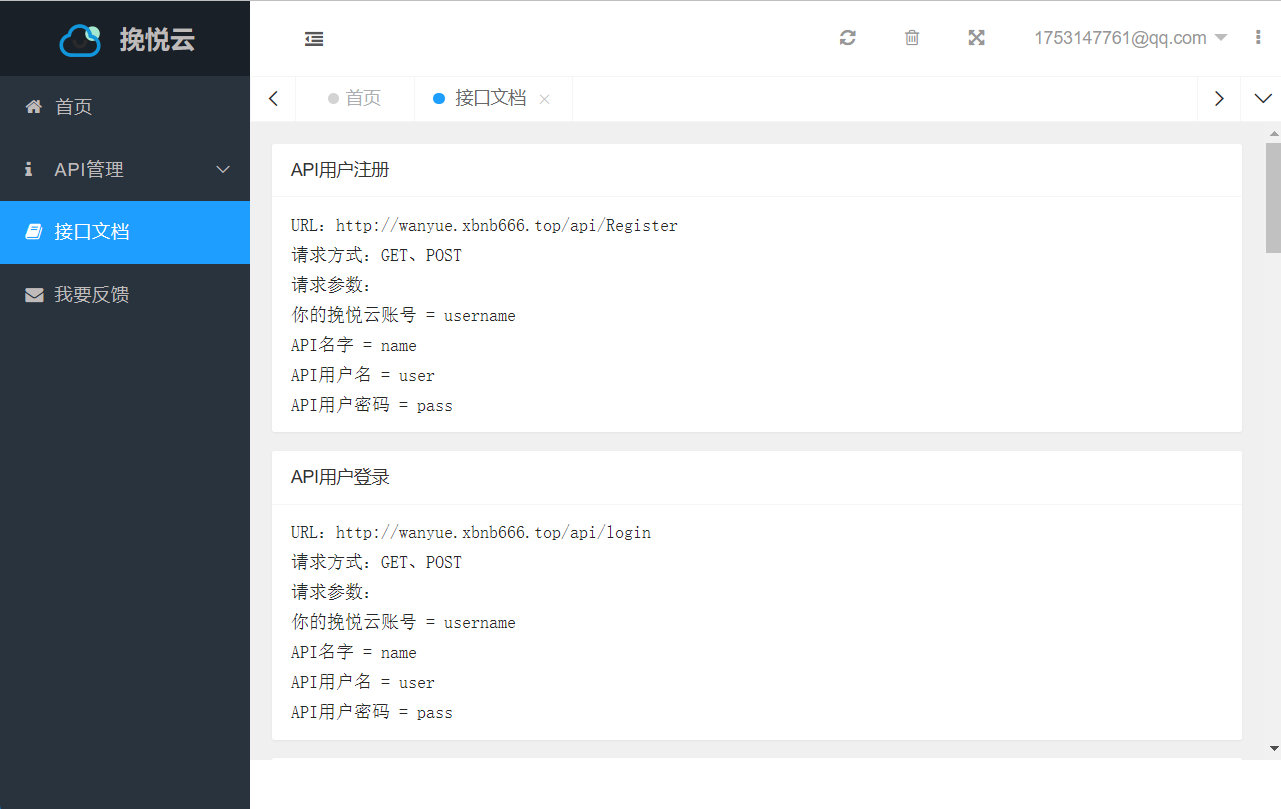 挽悦云
1753147761@qq.com
首页
API管理
接口文档
我要反馈
首页
接口文档
API用户注册
URL：http://wanyue.xbnb666.top/api/Register
请求方式：GET、POST
请求参数：
你的挽悦云账号 = username
API名字 = name
API用户名 = user
API用户密码 = pass
API用户登录
URL：http://wanyue.xbnb666.top/api/login
请求方式：GET、POST
请求参数：
你的挽悦云账号 = username
API名字 = name
API用户名 = user
API用户密码 = pass